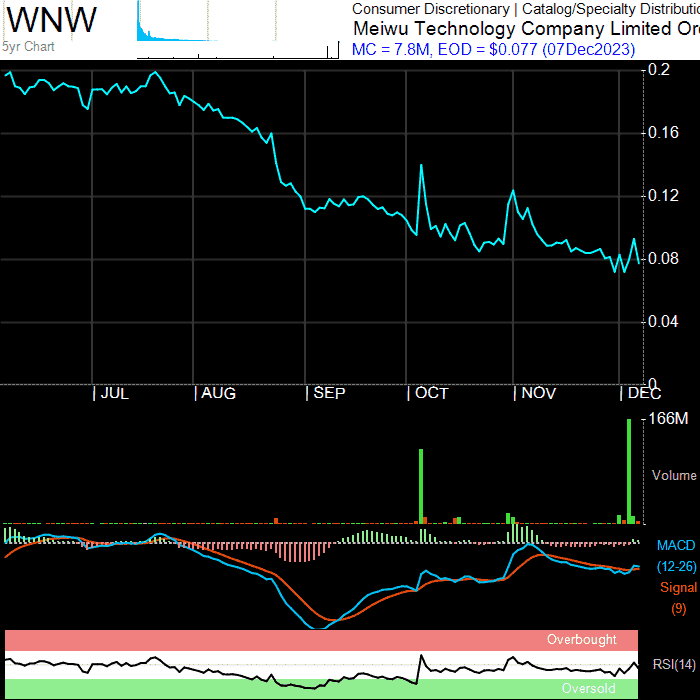 WNW
5yr Chart
Consumer Discretionary | Catalog/Specialty Distributio
Meiwu Technology Company Limited Or
MC = 7.8M, EOD = $0.077 (07Dec2023)
0.2
0.16
0.12
0.08
0.04
0
| JUL | AUG | SEP | OCT | NOV | DEC
166M
Volume
MACD
(12-26)
Signal
(9)
Overbought
RSI(14)
Oversold